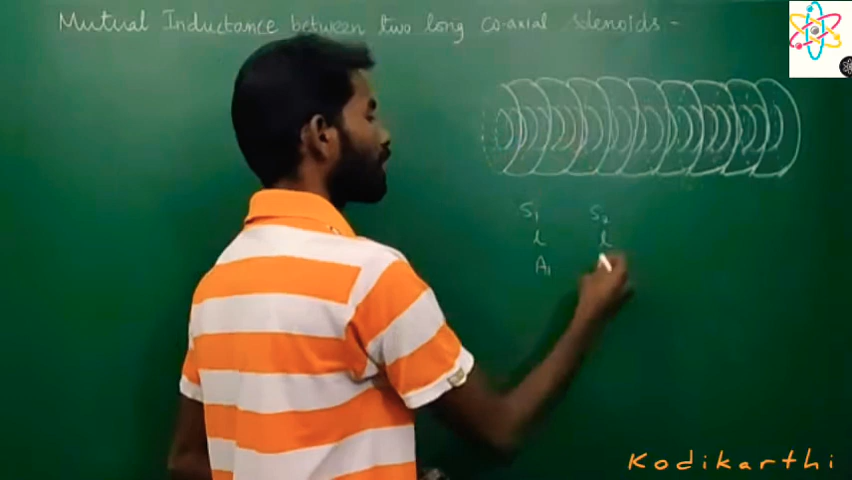 Mutual Inductance between two long co-axial solenoids -
S₁ S₂
l l
A₁
Kodikarthi